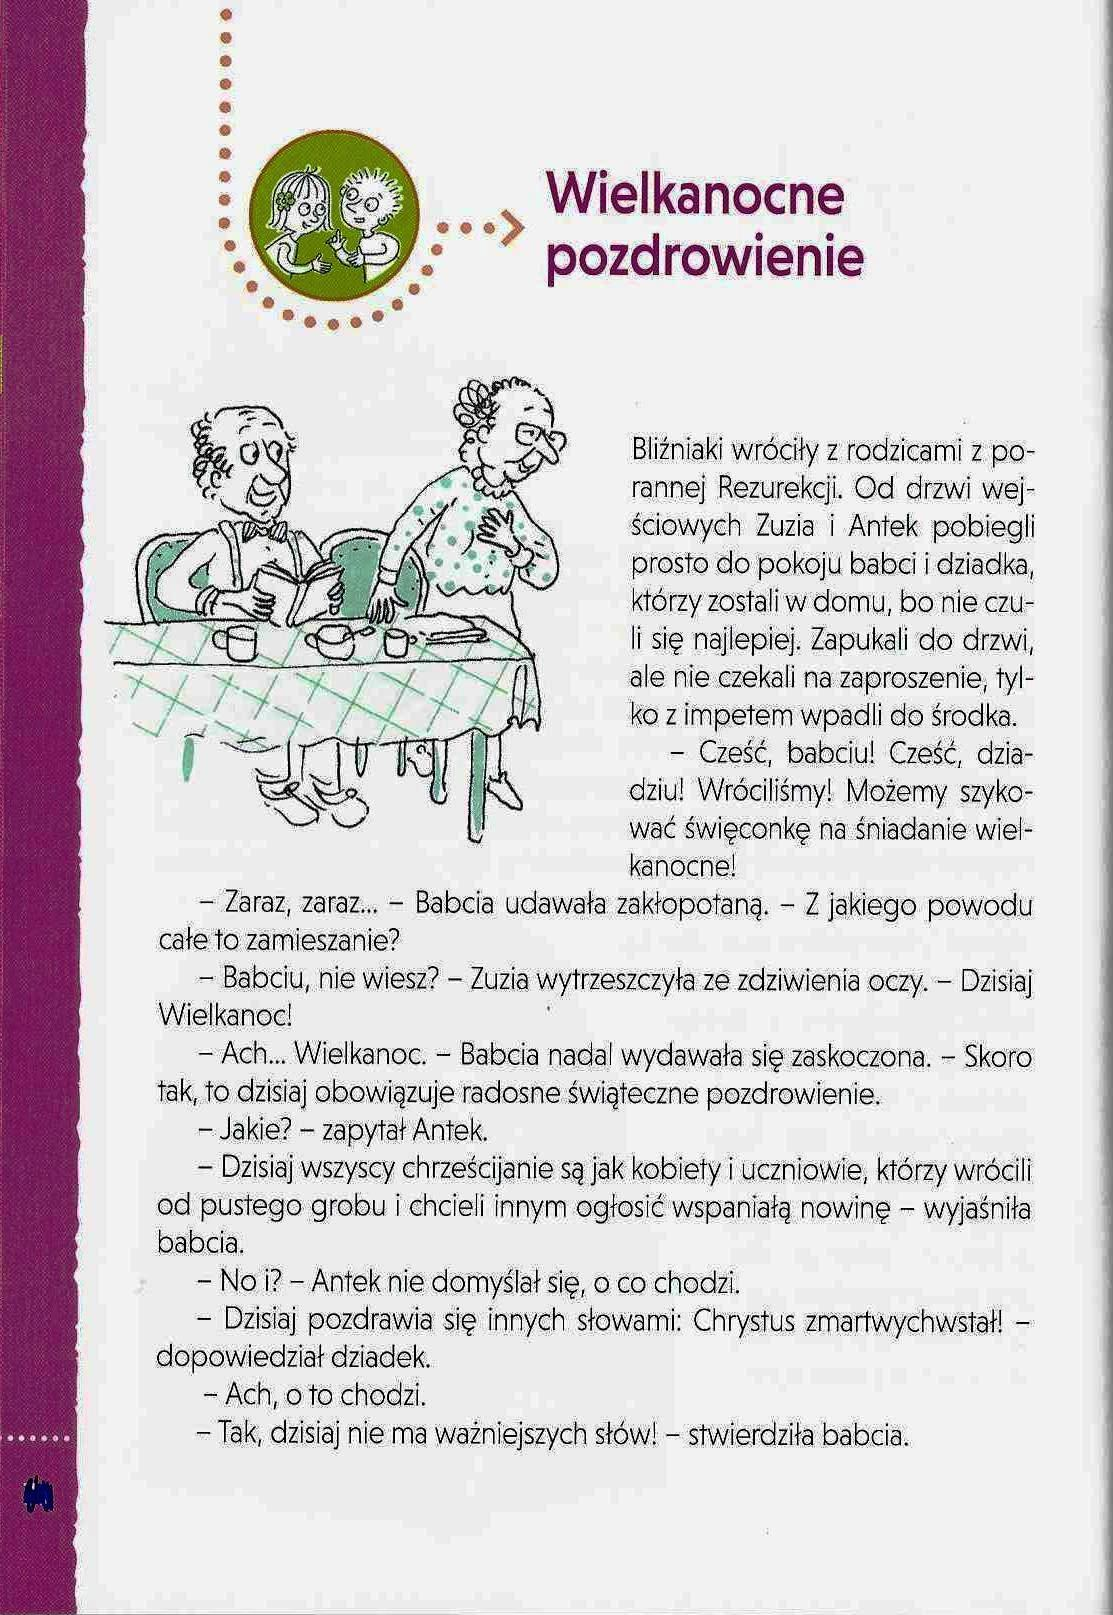 Wielkanocne
pozdrowienie
Bliźniaki wróciły z rodzicami z po-
rannej Rezurekcji. Od drzwi wej-
ściowych Zuzia i Antek pobiegli
prosto do pokoju babci i dziadka,
którzy zostali w domu, bo nie czu-
li się najlepiej. Zapukali do drzwi,
ale nie czekali na zaproszenie, tyl-
ko z impetem wpadli do środka.
– Cześć, babciu! Cześć, dzia-
dziu! Wróciliśmy! Możemy szyko-
wać święconkę na śniadanie wiel-
kanocne!
– Zaraz, zaraz... – Babcia udawała zakłopotaną. – Z jakiego powodu
całe to zamieszanie?
– Babciu, nie wiesz? – Zuzia wytrzeszczyła ze zdziwienia oczy. – Dzisiaj
Wielkanoc!
– Ach... Wielkanoc. – Babcia nadal wydawała się zaskoczona. – Skoro
tak, to dzisiaj obowiązuje radosne świąteczne pozdrowienie.
– Jakie? – zapytał Antek.
– Dzisiaj wszyscy chrześcijanie są jak kobiety i uczniowie, którzy wrócili
od pustego grobu i chcieli innym ogłosić wspaniałą nowinę – wyjaśniła
babcia.
– No i? – Antek nie domyślał się, o co chodzi.
– Dzisiaj pozdrawia się innych słowami: Chrystus zmartwychwstał! –
dopowiedział dziadek.
– Ach, o to chodzi.
– Tak, dzisiaj nie ma ważniejszych słów! – stwierdziła babcia.